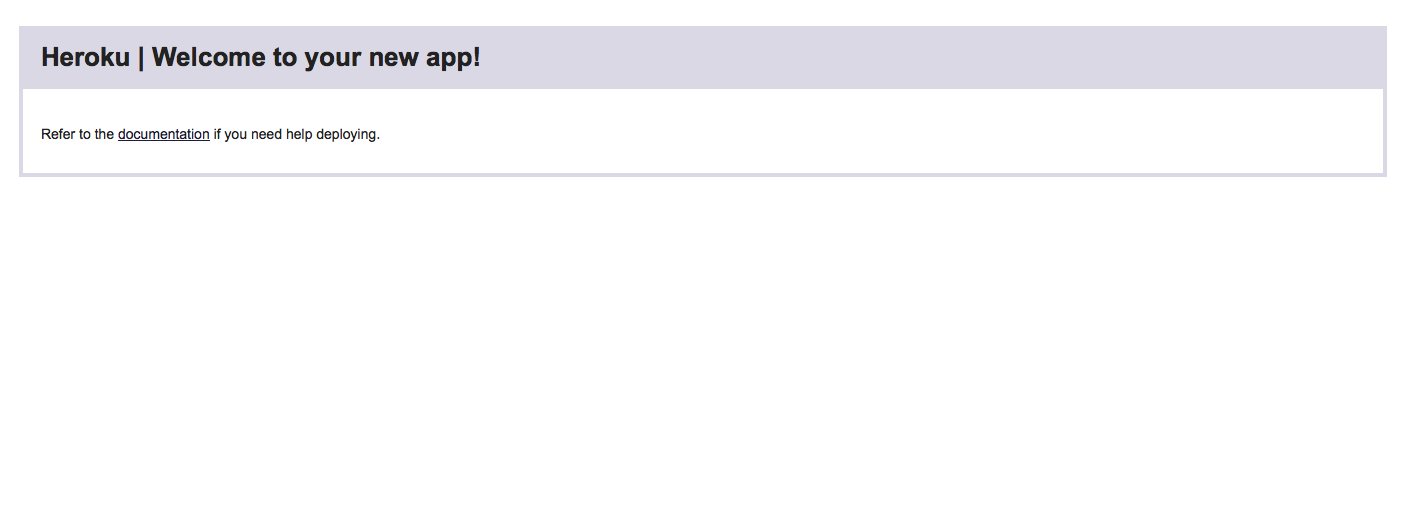 Heroku | Welcome to your new app!
Refer to the documentation if you need help deploying.